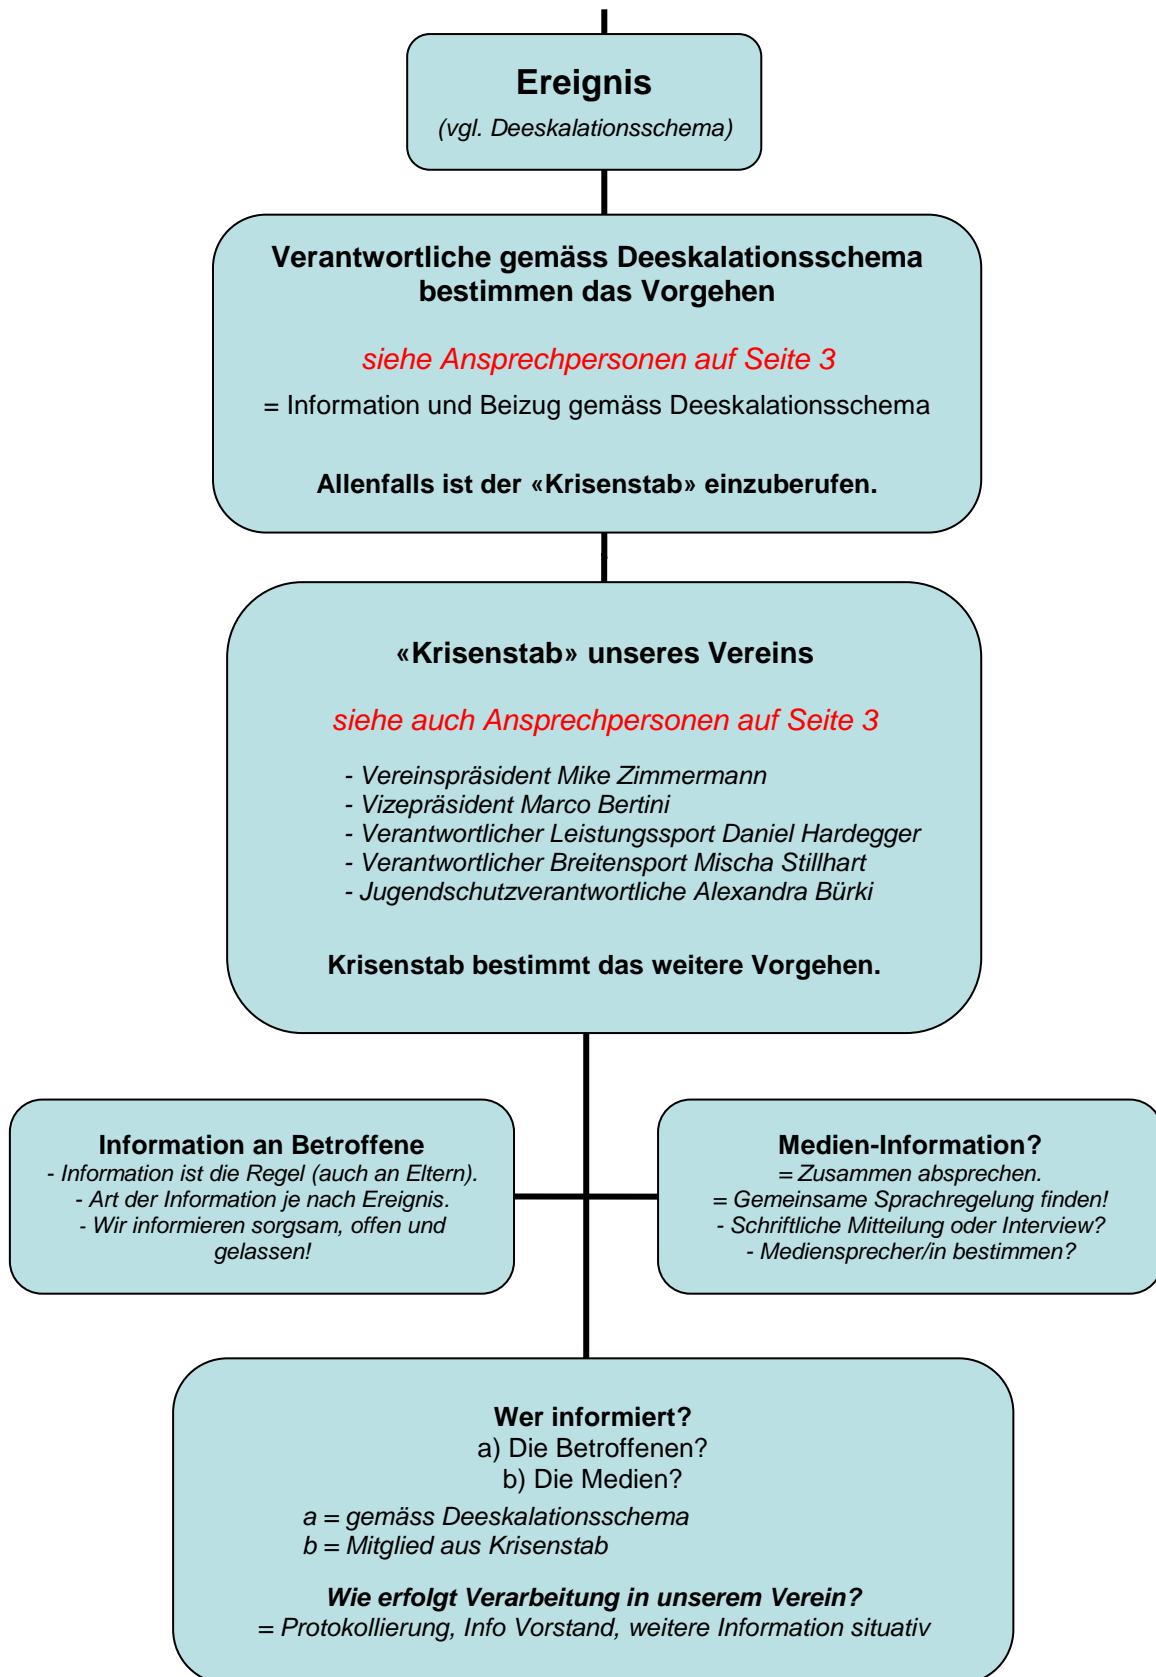 Ereignis
(vgl. Deeskalationsschema)
Verantwortliche gemäss Deeskalationsschema
bestimmen das Vorgehen
siehe Ansprechpersonen auf Seite 3
= Information und Beizug gemäss Deeskalationsschema
Allenfalls ist der «Krisenstab» einzuberufen.
«Krisenstab» unseres Vereins
siehe auch Ansprechpersonen auf Seite 3
- Vereinspräsident Mike Zimmermann
- Vizepräsident Marco Bertini
- Verantwortlicher Leistungssport Daniel Hardegger
- Verantwortlicher Breitensport Mischa Stillhart
- Jugendschutzverantwortliche Alexandra Bürki
Krisenstab bestimmt das weitere Vorgehen.
Information an Betroffene
- Information ist die Regel (auch an Eltern).
- Art der Information je nach Ereignis.
- Wir informieren sorgsam, offen und
gelassen!
Medien-Information?
= Zusammen absprechen.
= Gemeinsame Sprachregelung finden!
- Schriftliche Mitteilung oder Interview?
- Mediensprecher/in bestimmen?
Wer informiert?
a) Die Betroffenen?
b) Die Medien?
a = gemäss Deeskalationsschema
b = Mitglied aus Krisenstab
Wie erfolgt Verarbeitung in unserem Verein?
= Protokollierung, Info Vorstand, weitere Information situativ